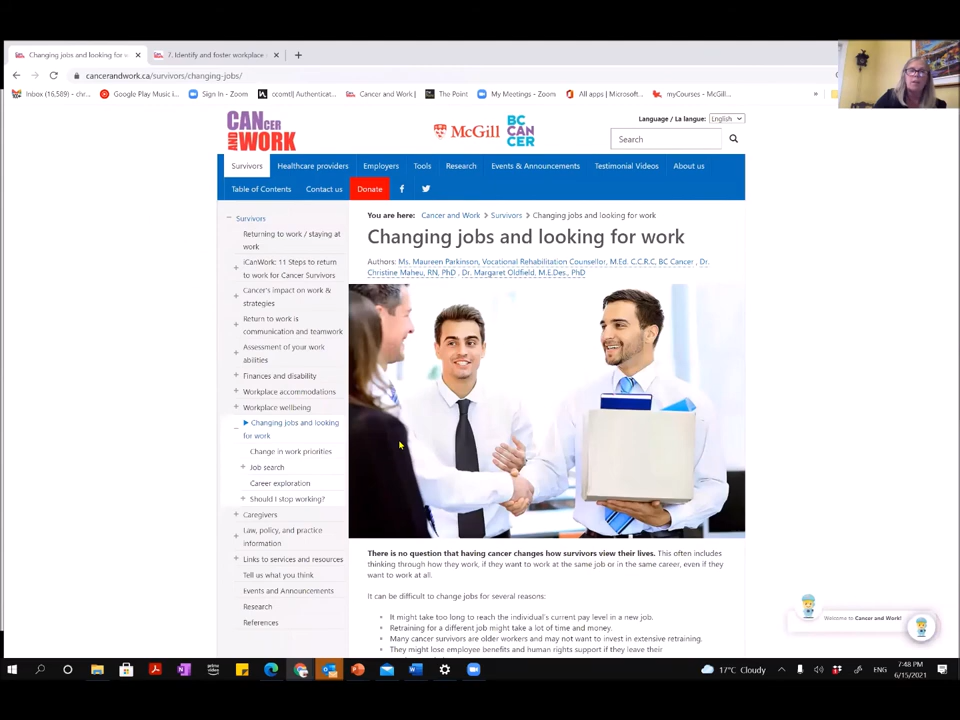 Changing jobs and looking for w
7. Identify and foster workplace
cancerandwork.ca/survivors/changing-jobs/
Inbox (16,589) - chr...
Google Play Music i...
Sign In - Zoom
ccomtl| Authenticat...
Cancer and Work |
The Point
My Meetings - Zoom
All apps | Microsoft...
myCourses - McGill...
»
CANcer
AND WORK
McGill
BC
CAN
CER
Language / La langue: English
Search
Survivors
Healthcare providers
Employers
Tools
Research
Events & Announcements
Testimonial Videos
About us
Table of Contents
Contact us
Donate
You are here: Cancer and Work > Survivors > Changing jobs and looking for work
Changing jobs and looking for work
Authors: Ms. Maureen Parkinson, Vocational Rehabilitation Counsellor, M.Ed. C.C.R.C, BC Cancer , Dr.
Christine Maheu, RN, PhD , Dr. Margaret Oldfield, M.E.Des., PhD
Survivors
Returning to work / staying at
work
iCanWork: 11 Steps to return
to work for Cancer Survivors
Cancer's impact on work &
strategies
Return to work is
communication and teamwork
Assessment of your work
abilities
Finances and disability
Workplace accommodations
Workplace wellbeing
Changing jobs and looking
for work
Change in work priorities
Job search
Career exploration
Should I stop working?
Caregivers
Law, policy, and practice
information
Links to services and resources
Tell us what you think
Events and Announcements
Research
References
There is no question that having cancer changes how survivors view their lives. This often includes
thinking through how they work, if they want to work at the same job or in the same career, even if they
want to work at all.
It can be difficult to change jobs for several reasons:
It might take too long to reach the individual's current pay level in a new job.
Retraining for a different job might take a lot of time and money.
Many cancer survivors are older workers and may not want to invest in extensive retraining.
They might lose employee benefits and human rights support if they leave their
Welcome to Cancer and Work!
prime video
17°C Cloudy
ENG
7:48 PM
6/15/2021